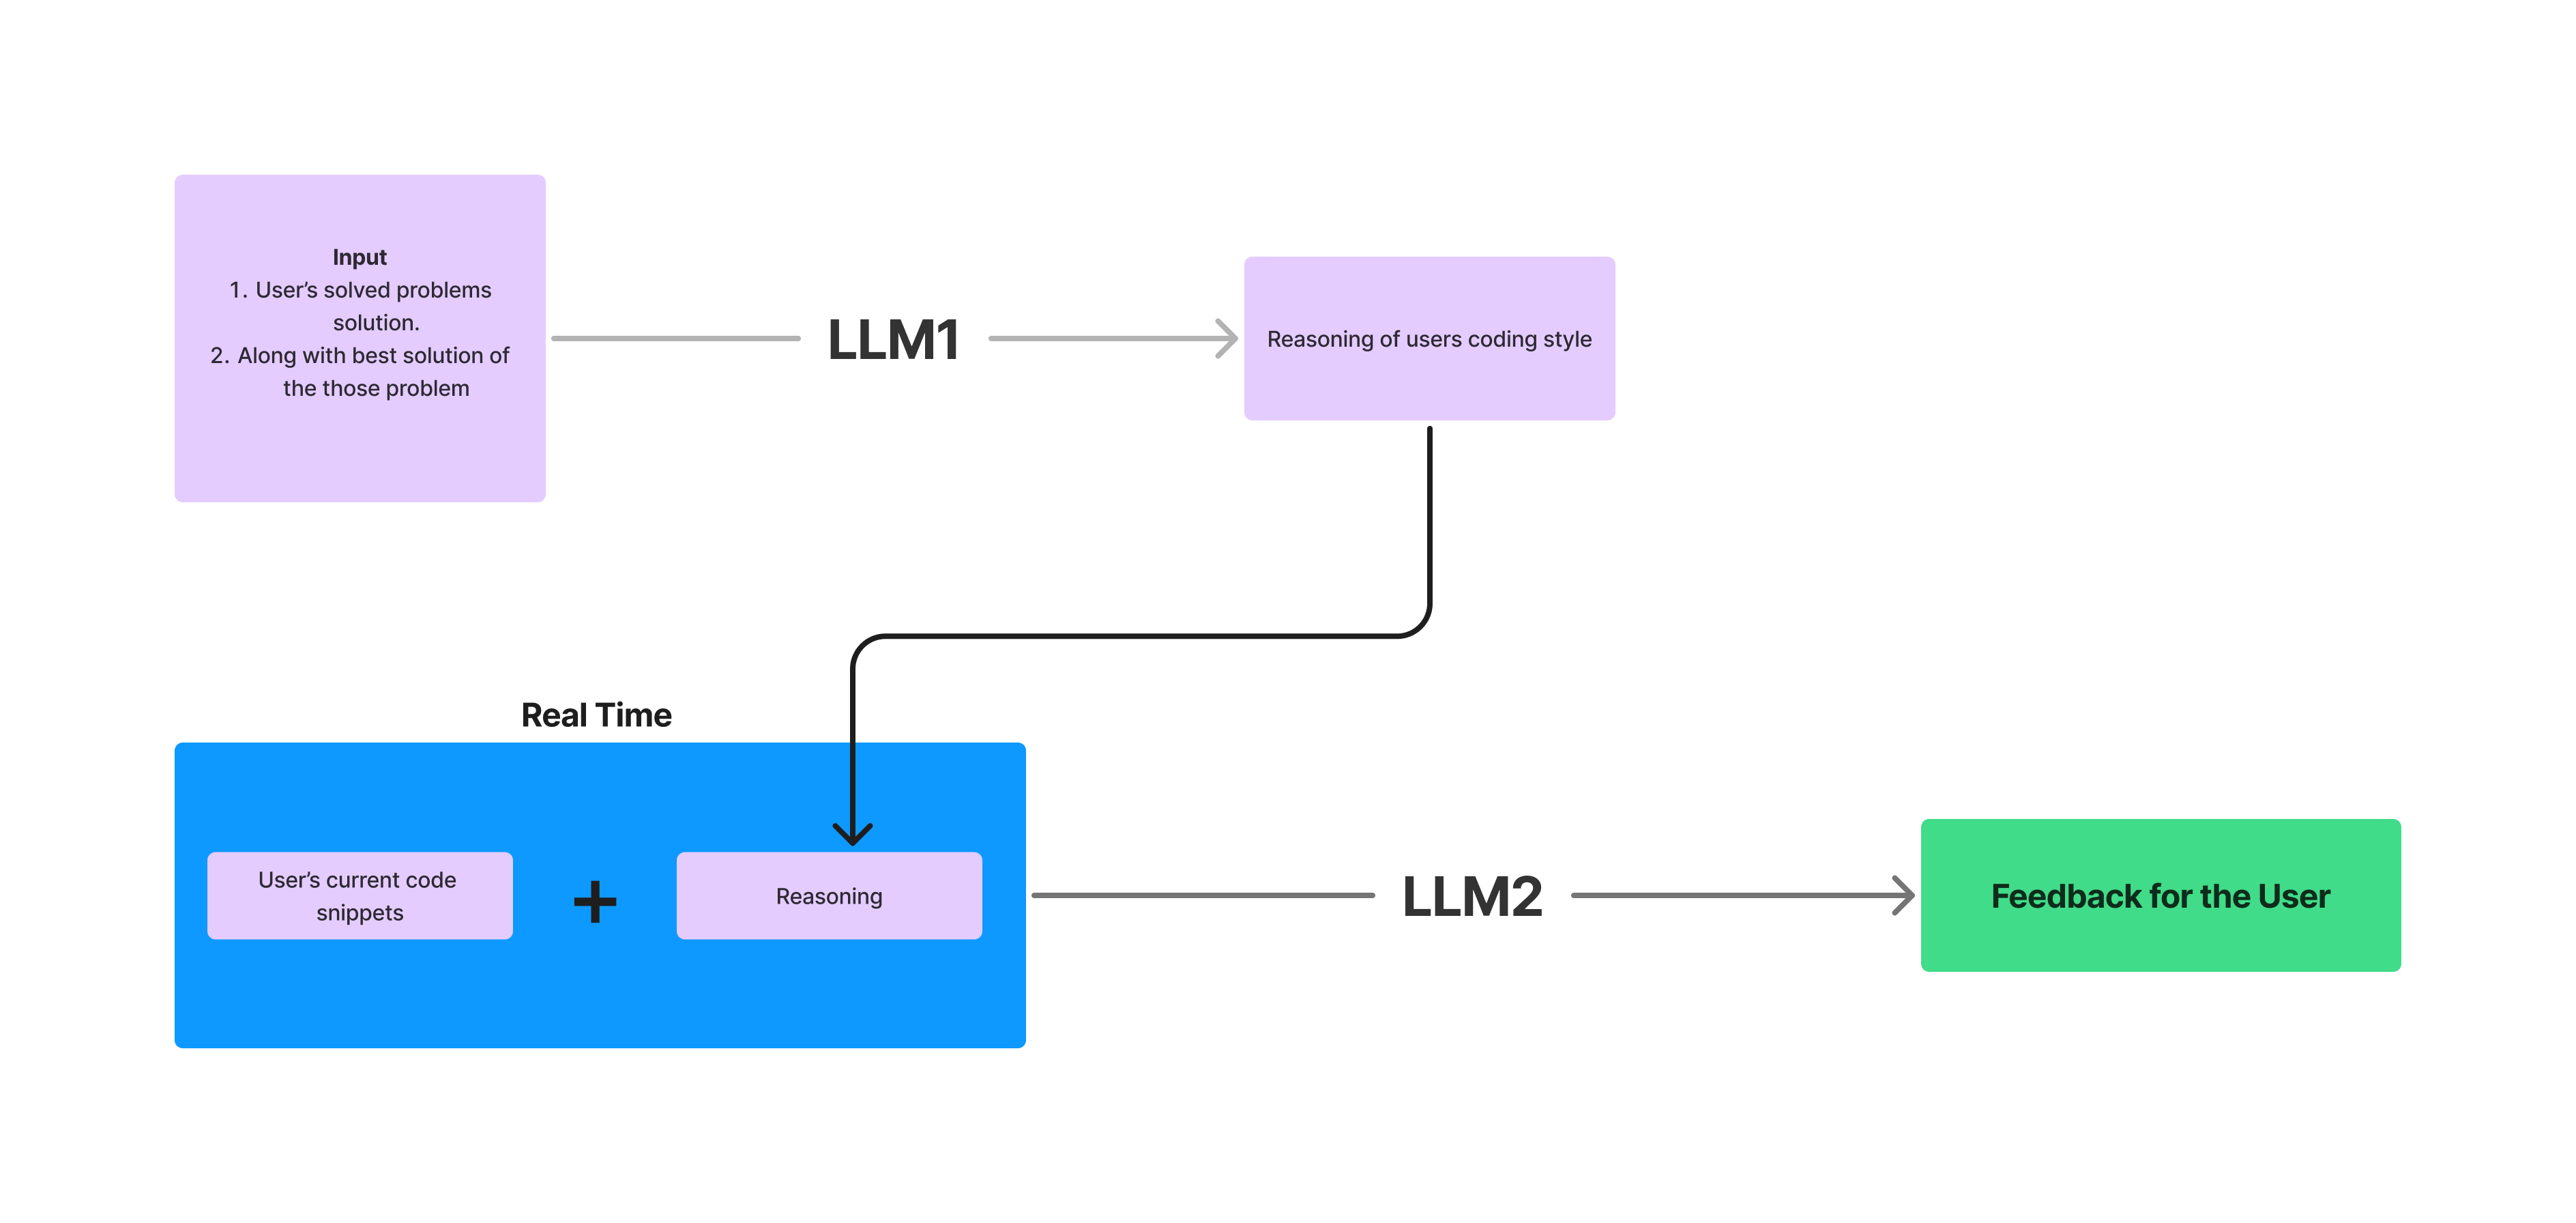 Input
1. User’s solved problems
solution.
2. Along with best solution of
the those problem
LLM1
Reasoning of users coding style
Real Time
User’s current code
snippets
+
Reasoning
LLM2
Feedback for the User